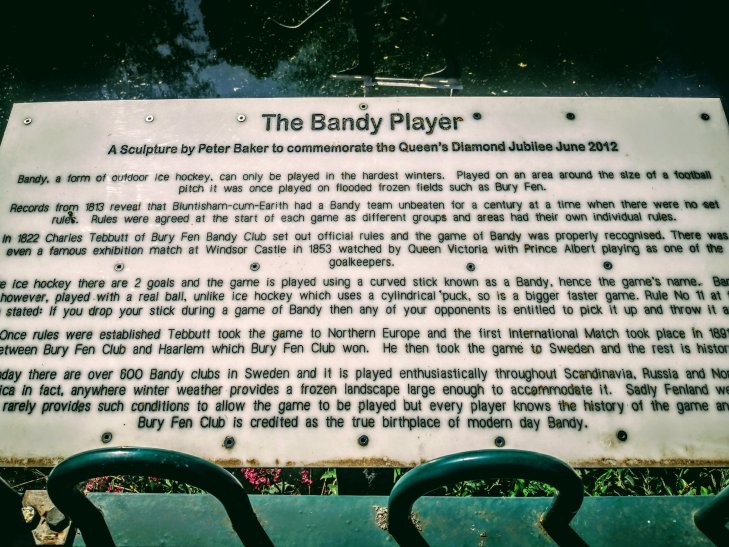 The Bandy Player
A Sculpture by Peter Baker to commemorate the Queen's Diamond Jubilee June 2012
Bandy, a form of outdoor ice hockey, can only be played in the hardest winters. Played on an area around the size of a football
pitch it was once played on flooded frozen fields such as Bury Fen.
Records from 1813 reveal that Bluntisham-cum-Earith had a Bandy team unbeaten for a century at a time when there were no set
rules. Rules were agreed at the start of each game as different groups and areas had their own individual rules.
In 1822 Charles Tebbutt of Bury Fen Bandy Club set out official rules and the game of Bandy was properly recognised. There was
even a famous exhibition match at Windsor Castle in 1853 watched by Queen Victoria with Prince Albert playing as one of the
goalkeepers.
ice hockey there are 2 goals and the game is played using a curved stick known as a Bandy, hence the game's name.
however, played with a real ball, unlike ice hockey which uses a cylindrical 'puck, so is a bigger faster game. Rule No 11 at
stated: If you drop your stick during a game of Bandy then any of your opponents is entitled to pick it up and throw it
Once rules were established Tebbutt took the game to Northern Europe and the first International Match took place in 189
between Bury Fen Club and Haarlem which Bury Fen Club won. He then took the game to Sweden and the rest is histor
day there are over 600 Bandy clubs in Sweden and it is played enthusiastically throughout Scandinavia, Russia and
ica in fact, anywhere winter weather provides a frozen landscape large enough to accommodate it. Sadly Fenland
rarely provides such conditions to allow the game to be played but every player knows the history of the game
Bury Fen Club is credited as the true birthplace of modern day Bandy.